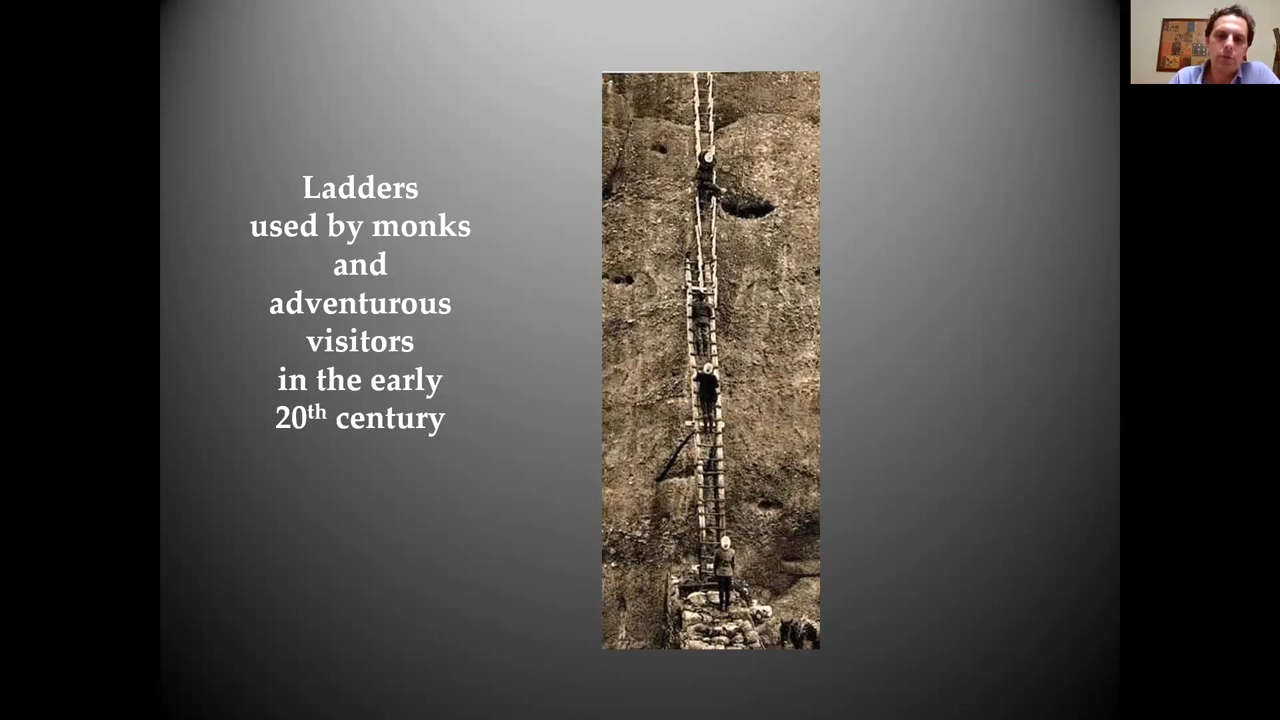 Ladders
used by monks
and
adventurous
visitors
in the early
20th century